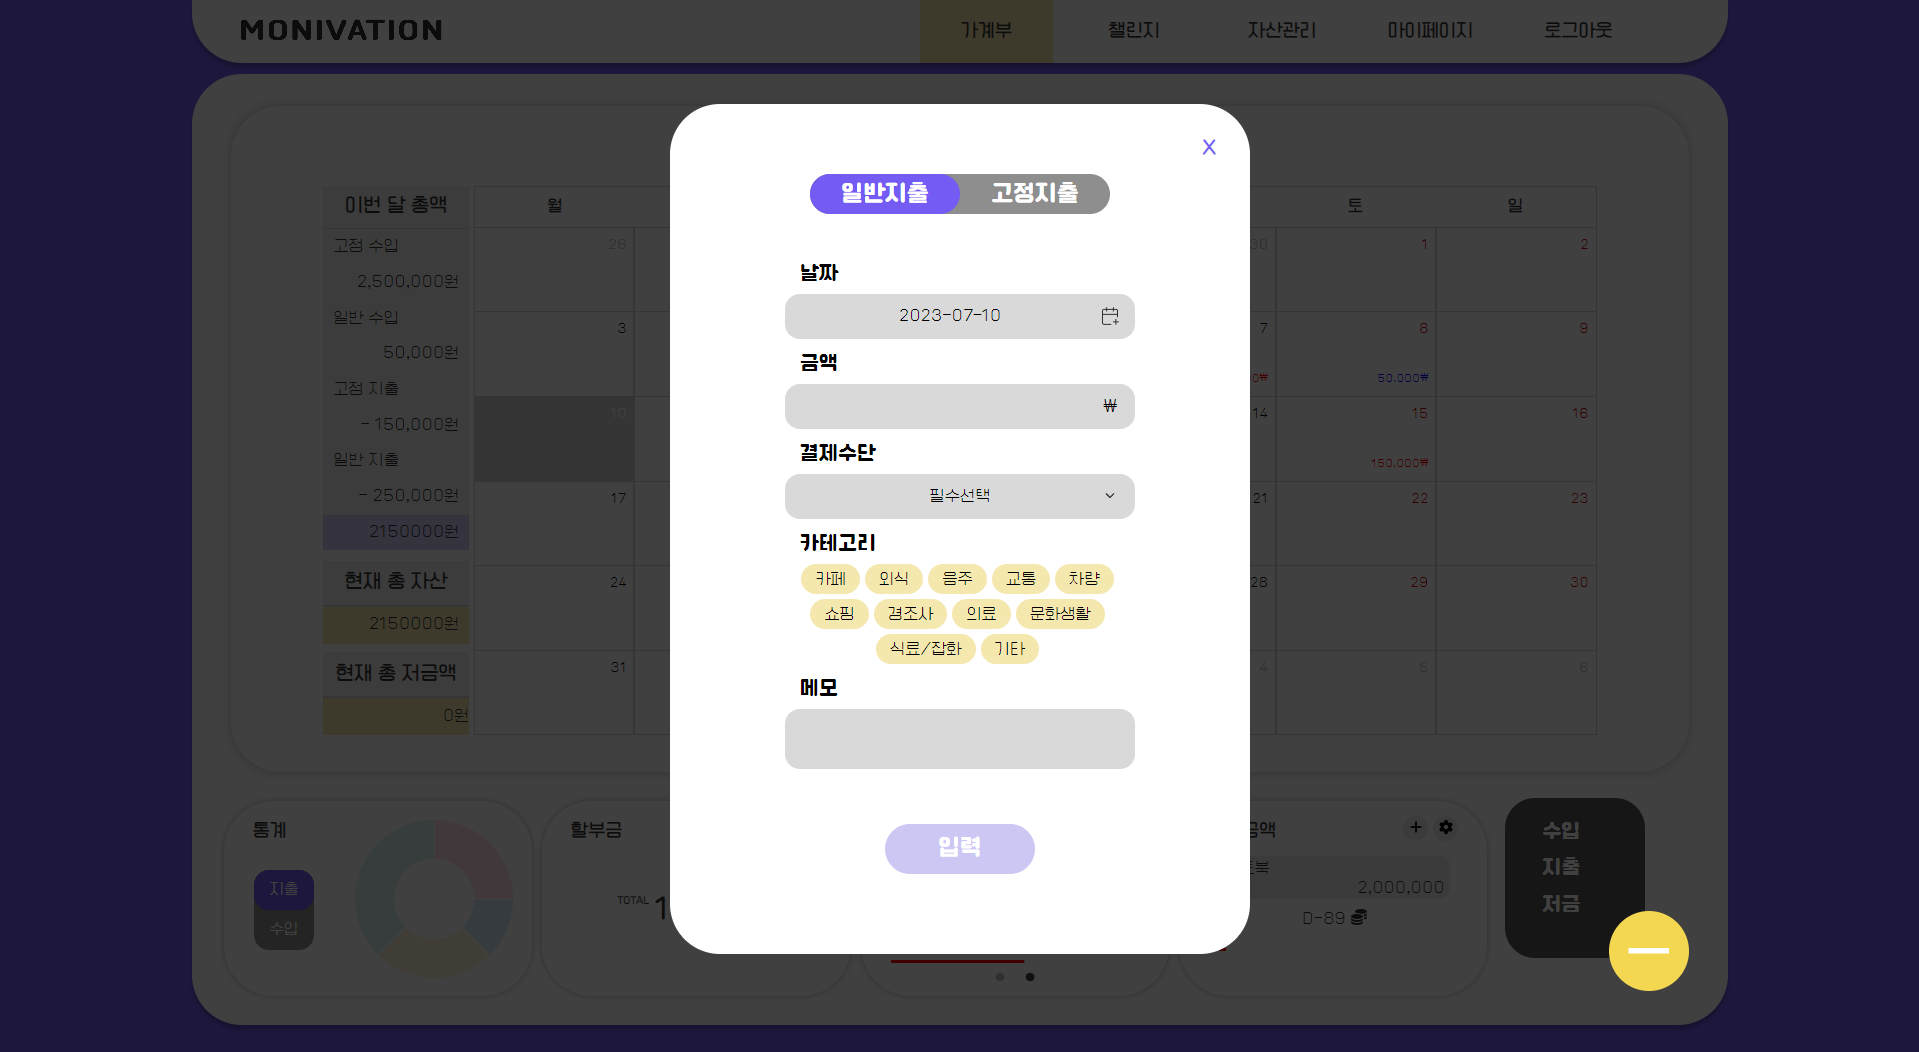 MONIVATION
가계부 챌린지 자산관리 마이페이지 로그아웃
X
일반지출 고정지출
날짜
2023-07-10
금액
₩
결제수단
필수선택
카테고리
카페 외식 음주 교통 차량
쇼핑 경조사 의료 문화생활
식료/잡화 기타
메모
입력
이번 달 총액
고정 수입
2,500,000원
일반 수입
50,000원
고정 지출
- 150,000원
일반 지출
- 250,000원
2150000원
현재 총 자산
2150000원
현재 총 저금액
0원
월 토 일
26 30 1 2
3 7 8 9
0₩ 50,000₩
10 14 15 16
150,000₩
17 21 22 23
24 28 29 30
31 4 5 6
통계
지출
수입
할부금
TOTAL 1
금액
북
2,000,000
D-89
수입
지출
저금